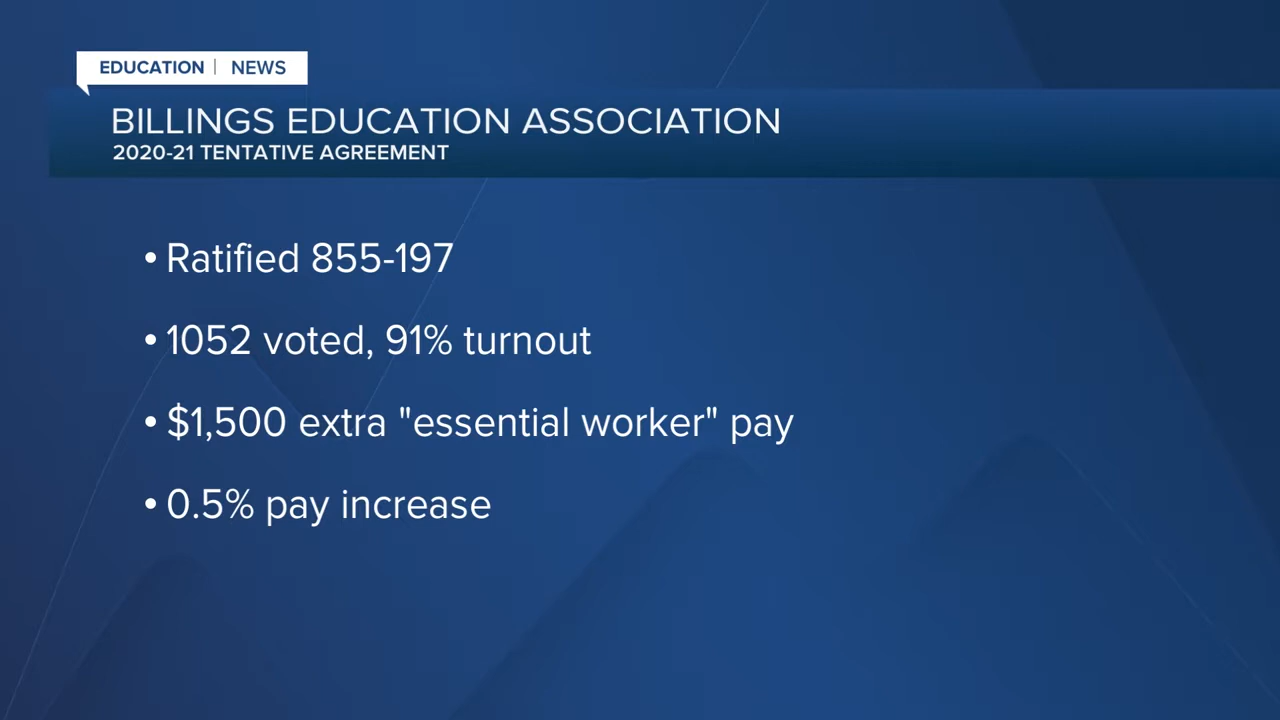 EDUCATION | NEWS
BILLINGS EDUCATION ASSOCIATION
2020-21 TENTATIVE AGREEMENT
• Ratified 855-197
• 1052 voted, 91% turnout
• $1,500 extra "essential worker" pay
• 0.5% pay increase